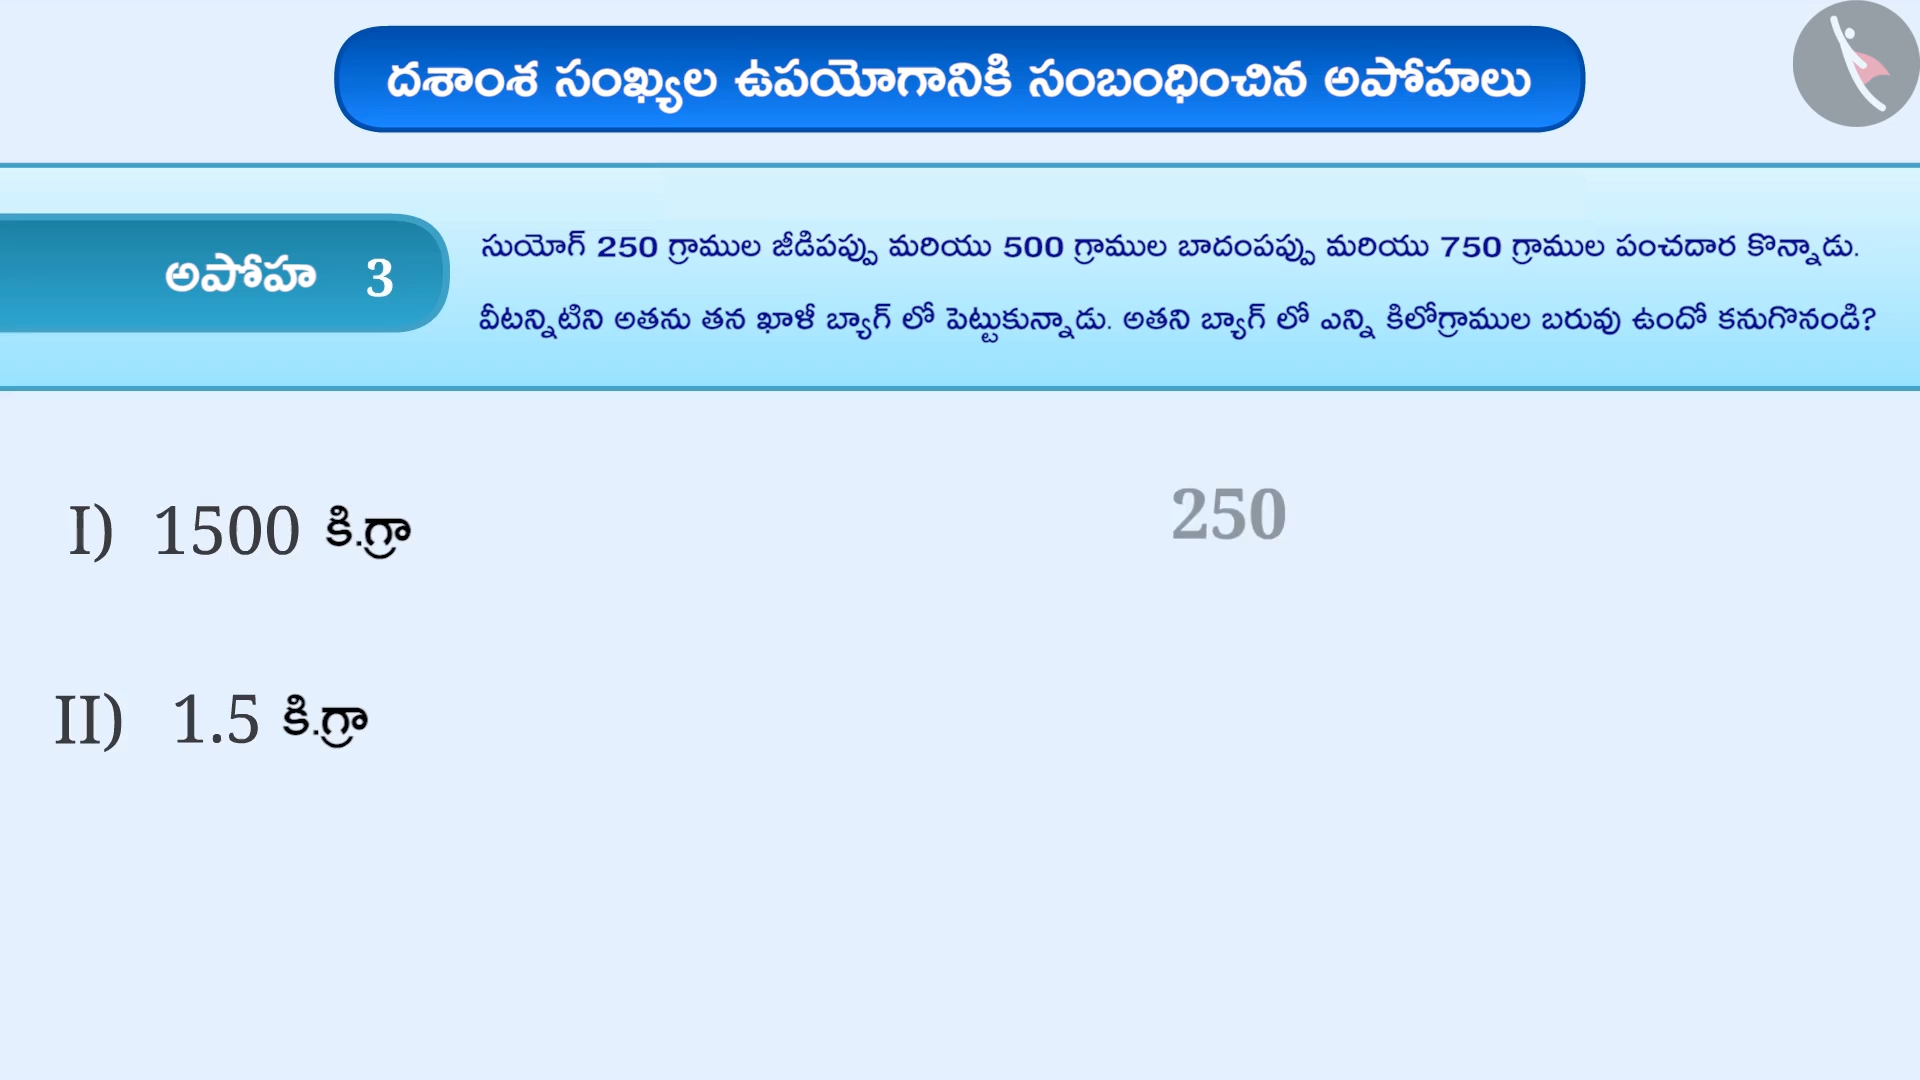 దశాంశ సంఖ్యల ఉపయోగానికి సంబంధించిన అపోహలు
అపోహ 3
సుయోగ్ 250 గ్రాముల జీడిపప్పు మరియు 500 గ్రాముల బాదంపప్పు మరియు 750 గ్రాముల పంచదార కొన్నాడు.
వీటన్నిటిని అతను తన ఖాళీ బ్యాగ్ లో పెట్టుకున్నాడు. అతని బ్యాగ్ లో ఎన్ని కిలోగ్రాముల బరువు ఉందో కనుగొనండి?
I) 1500 కి.గ్రా
250
II) 1.5 కి.గ్రా